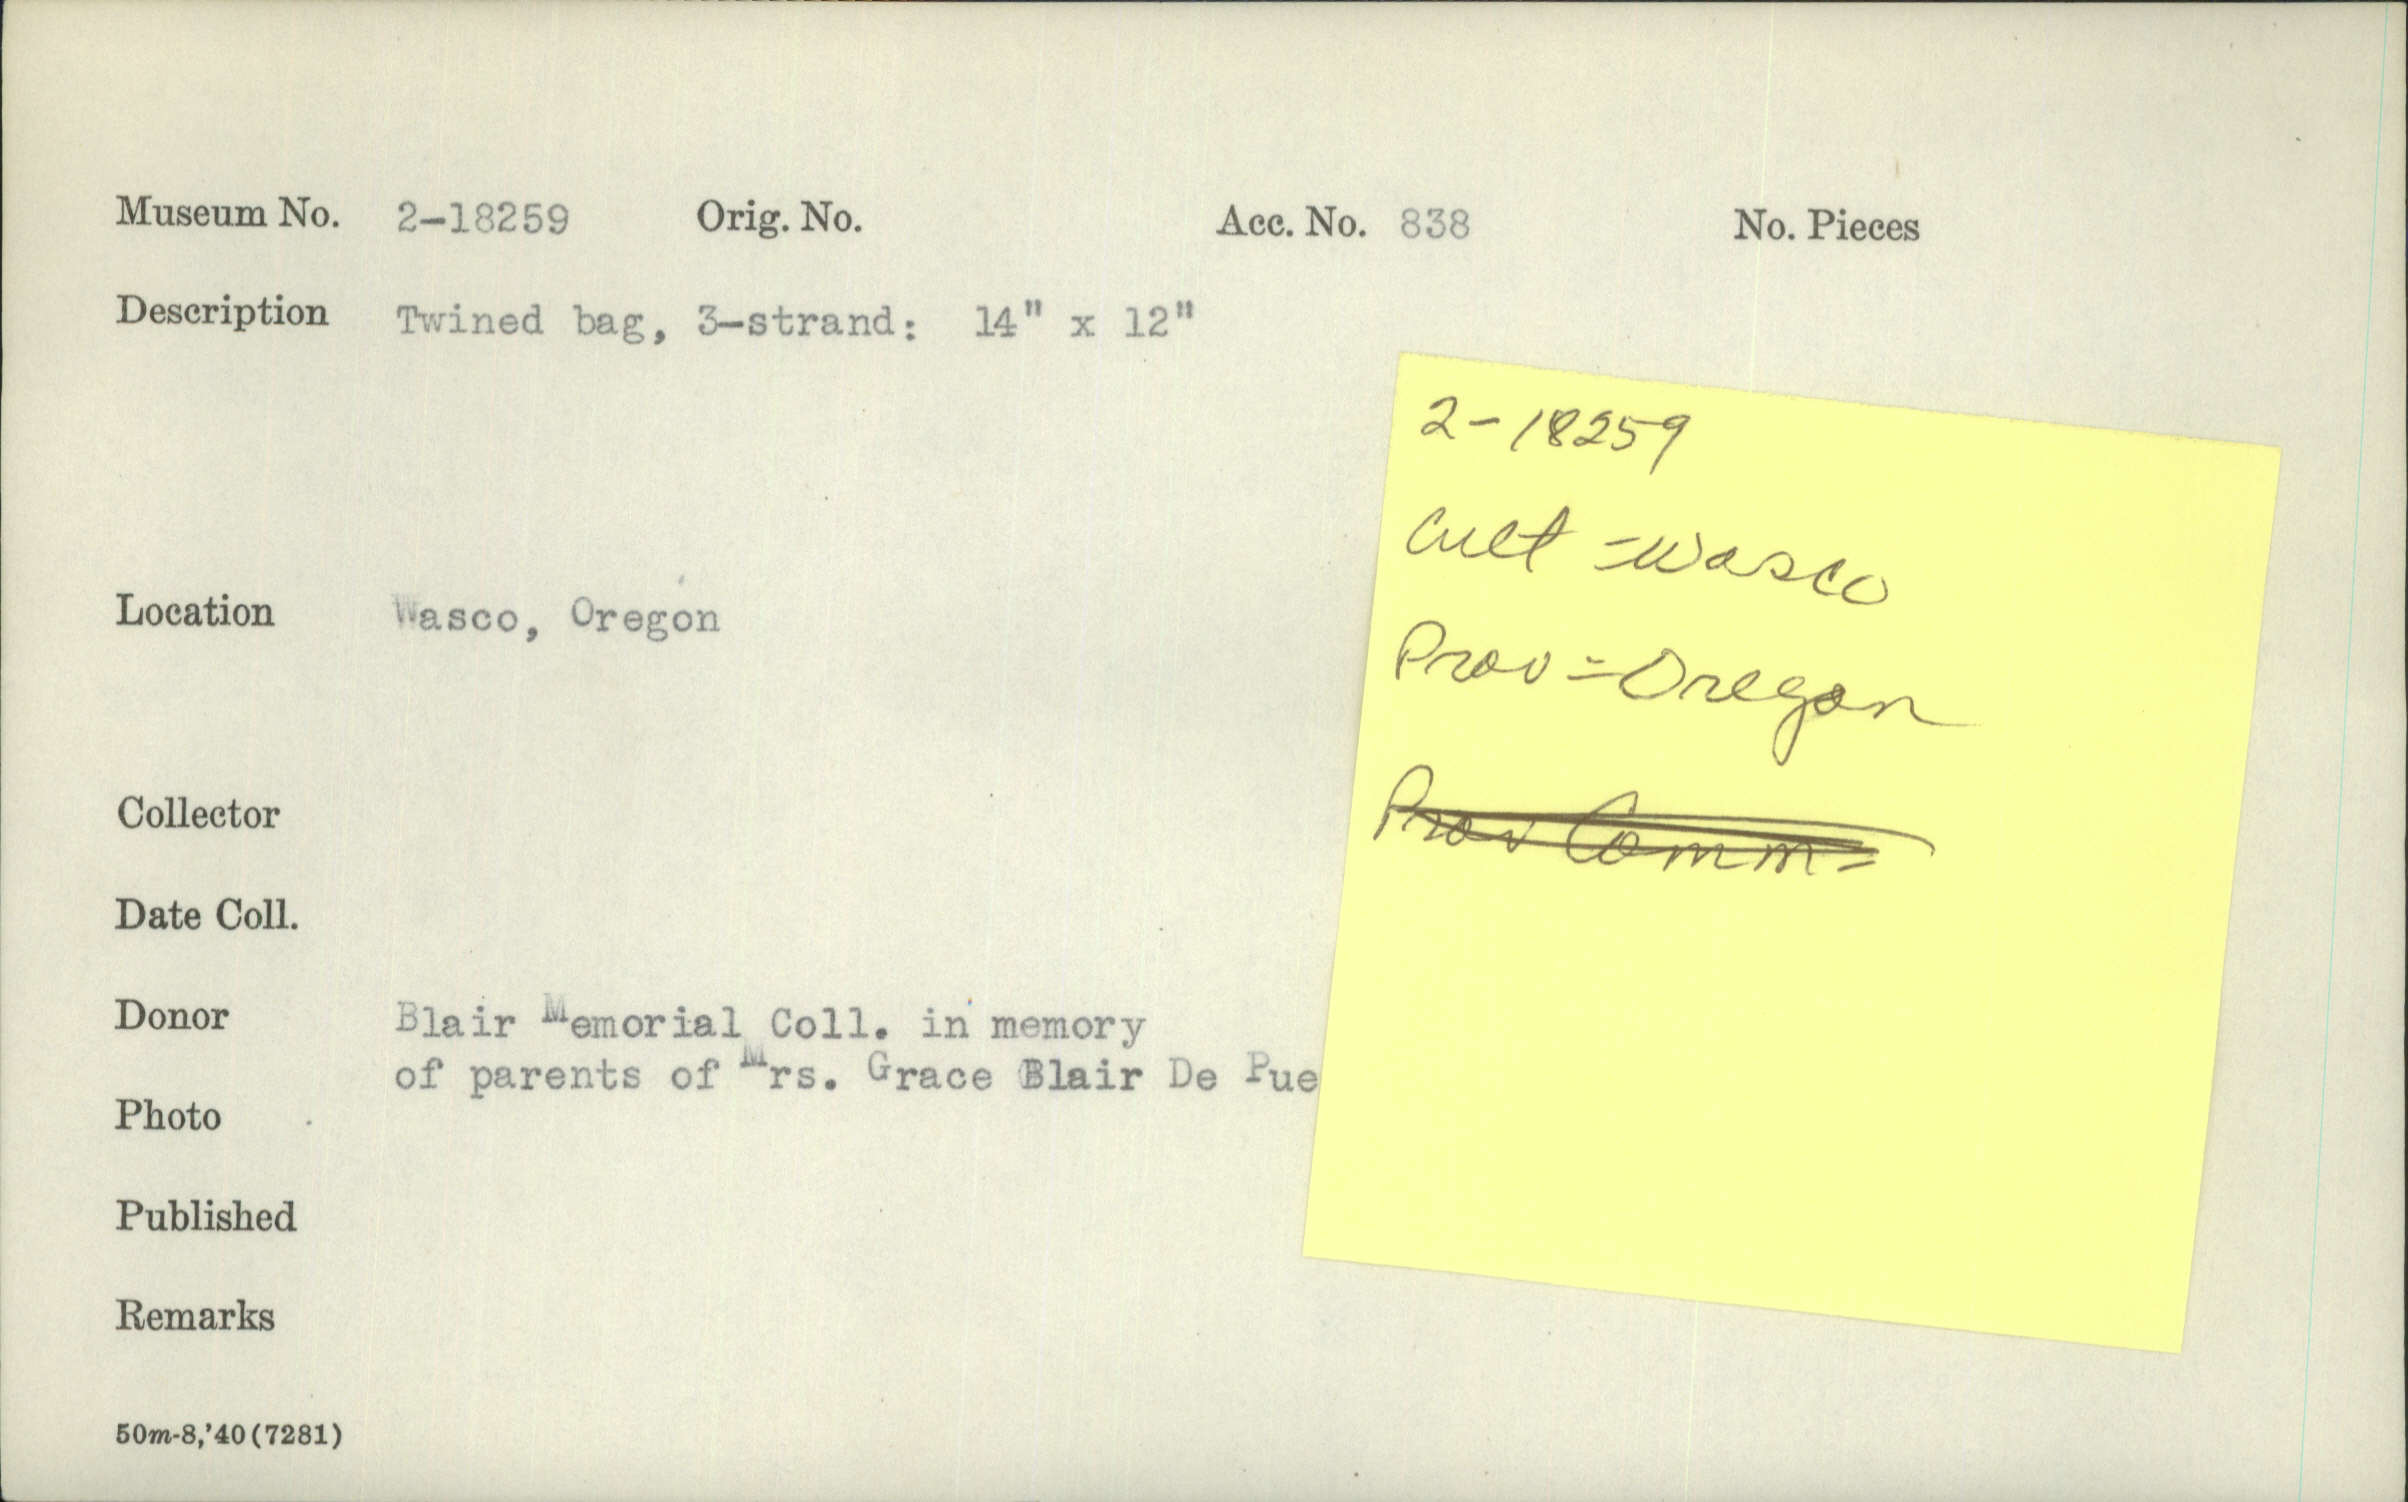 Museum No. 2-18259 Orig. No. Acc. No. 838 No. Pieces
Description Twined bag, 3-strand: 14" x 12"
Location Wasco, Oregon
Collector
Date Coll.
Donor Blair Memorial Coll. in memory
of parents of Mrs. Grace Blair De Pue
Photo
Published
Remarks
50m-8,'40(7281)
2-18259
Cult = Wasco
Prov = Oregon
Prov Comm =